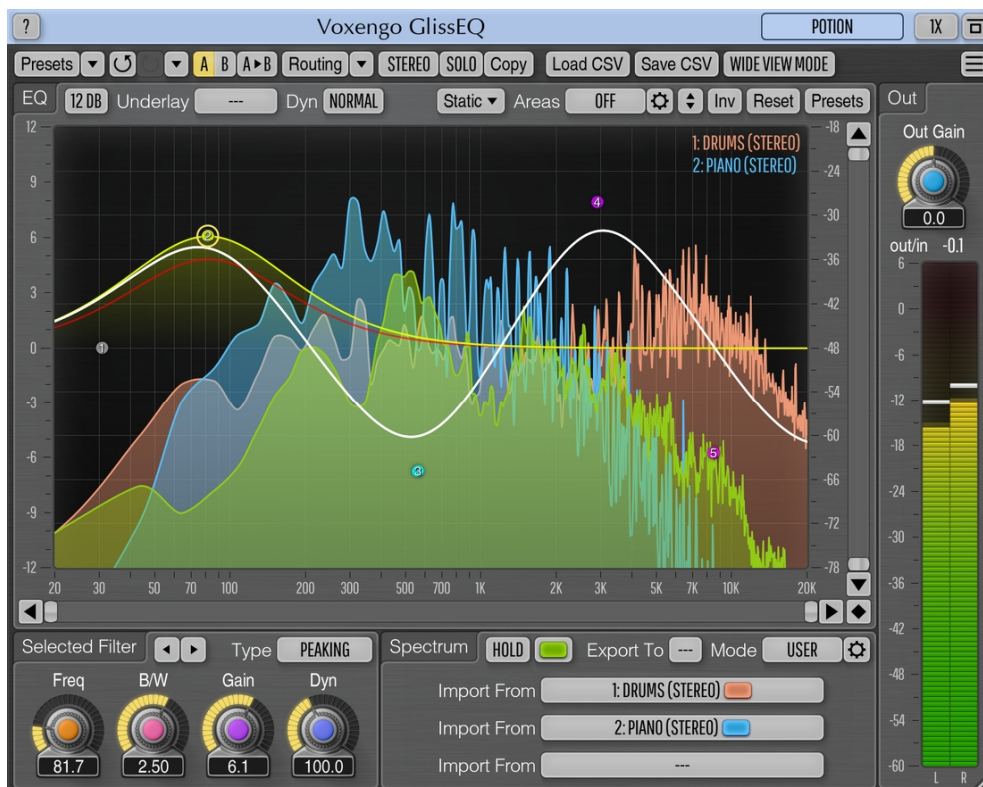 ? Voxengo GlissEQ POTION 1X
Presets A B A▸B Routing STEREO SOLO Copy Load CSV Save CSV WIDE VIEW MODE
EQ 12 DB Underlay --- Dyn NORMAL Static Areas OFF Inv Reset Presets Out
12 -18
1: DRUMS (STEREO)
2: PIANO (STEREO)
Out Gain
9 -24
4
6 2 -30 0.0
out/in -0.1
3 -36
6
0 1 -42
0
-3 -48
-6
-54
-12
-6 3 5 -60
-18
-66
-9 -24
-72
-30
-12 -78
20 30 50 70 100 200 300 500 700 1K 2K 3K 5K 7K 10K 20K
-36
-42
Selected Filter Type PEAKING Spectrum HOLD Export To --- Mode USER
Freq B/W Gain Dyn
-48
Import From 1: DRUMS (STEREO)
-54
Import From 2: PIANO (STEREO)
81.7 2.50 6.1 100.0 Import From --- -60
L R